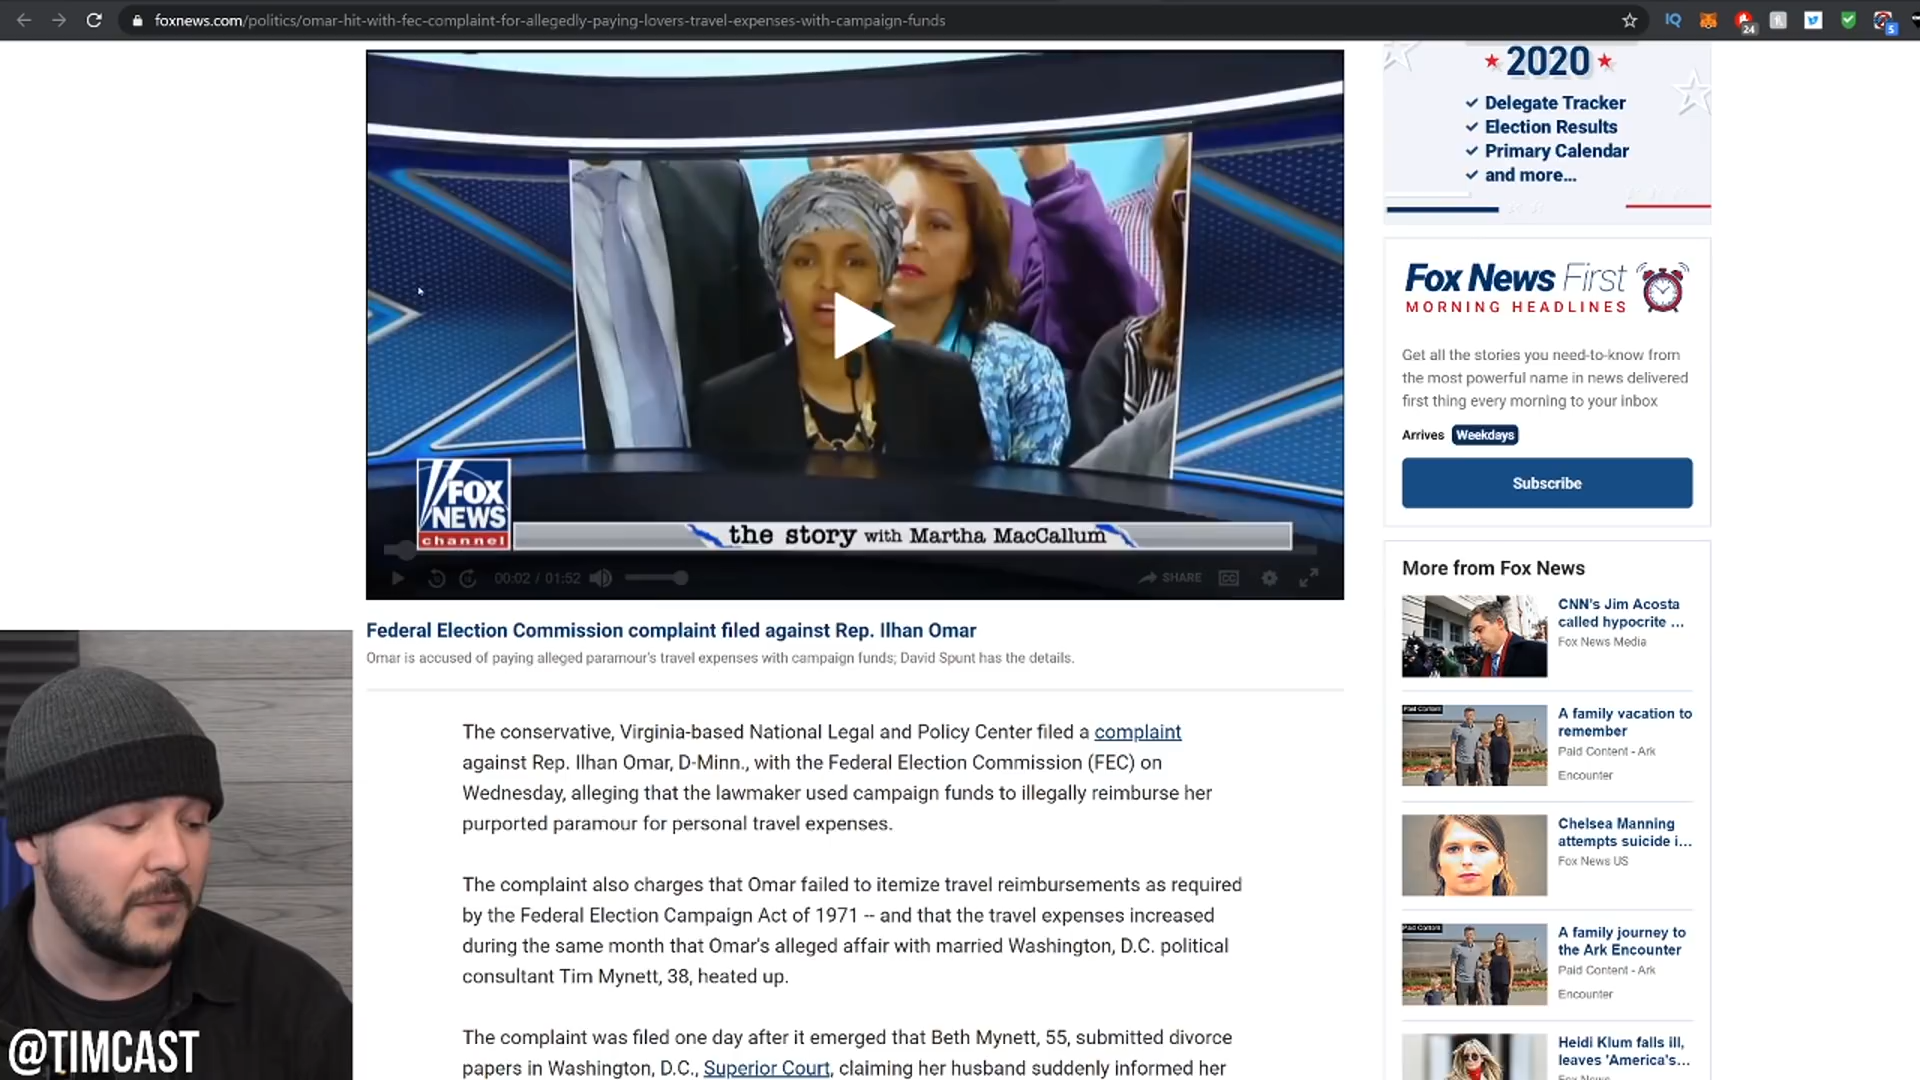 foxnews.com/politics/omar-hit-with-fec-complaint-for-allegedly-paying-lovers-travel-expenses-with-campaign-funds
IQ
24
5
FOX
NEWS
channel
the story with Martha MacCallum
00:02 / 01:52
SHARE
CC
Federal Election Commission complaint filed against Rep. Ilhan Omar
Omar is accused of paying alleged paramour's travel expenses with campaign funds; David Spunt has the details.
The conservative, Virginia-based National Legal and Policy Center filed a complaint
against Rep. Ilhan Omar, D-Minn., with the Federal Election Commission (FEC) on
Wednesday, alleging that the lawmaker used campaign funds to illegally reimburse her
purported paramour for personal travel expenses.
The complaint also charges that Omar failed to itemize travel reimbursements as required
by the Federal Election Campaign Act of 1971 -- and that the travel expenses increased
during the same month that Omar's alleged affair with married Washington, D.C. political
consultant Tim Mynett, 38, heated up.
The complaint was filed one day after it emerged that Beth Mynett, 55, submitted divorce
papers in Washington, D.C., Superior Court, claiming her husband suddenly informed her
2020
Delegate Tracker
Election Results
Primary Calendar
and more...
Fox News First
MORNING HEADLINES
Get all the stories you need-to-know from
the most powerful name in news delivered
first thing every morning to your inbox
Arrives Weekdays
Subscribe
More from Fox News
CNN's Jim Acosta
called hypocrite ...
Fox News Media
Paid Content
A family vacation to
remember
Paid Content - Ark
Encounter
Chelsea Manning
attempts suicide i...
Fox News US
Paid Content
A family journey to
the Ark Encounter
Paid Content - Ark
Encounter
Heidi Klum falls ill,
leaves 'America's...
@TIMCAST